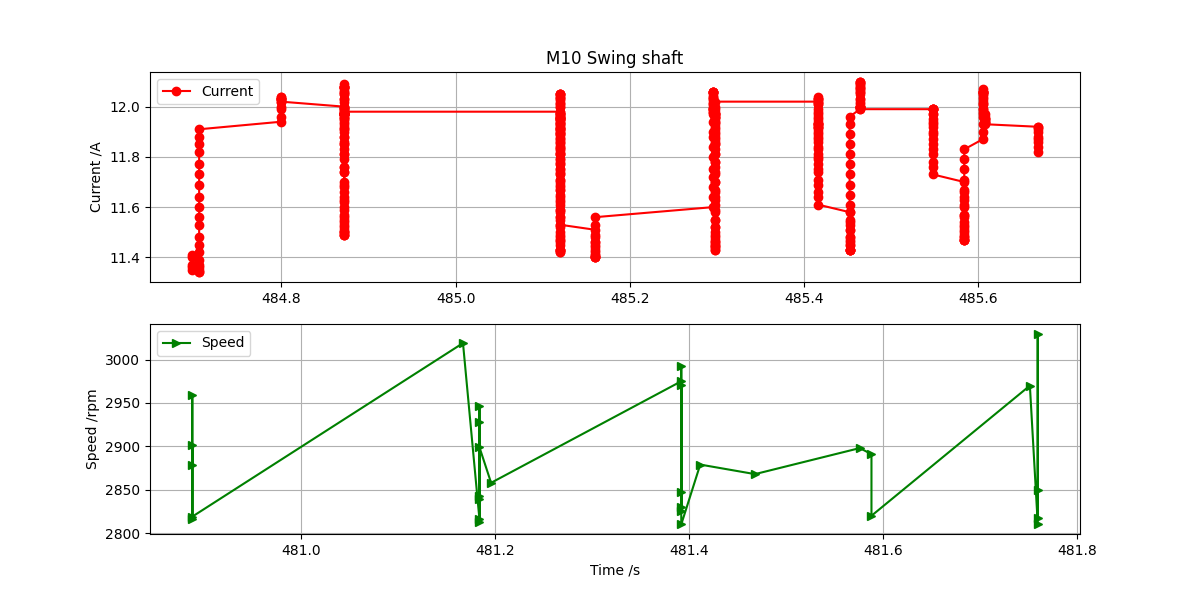 M10 Swing shaft
Current
Current /A
12.0
11.8
11.6
11.4
484.8 485.0 485.2 485.4 485.6
Speed
Speed /rpm
3000
2950
2900
2850
2800
481.0 481.2 481.4 481.6 481.8
Time /s